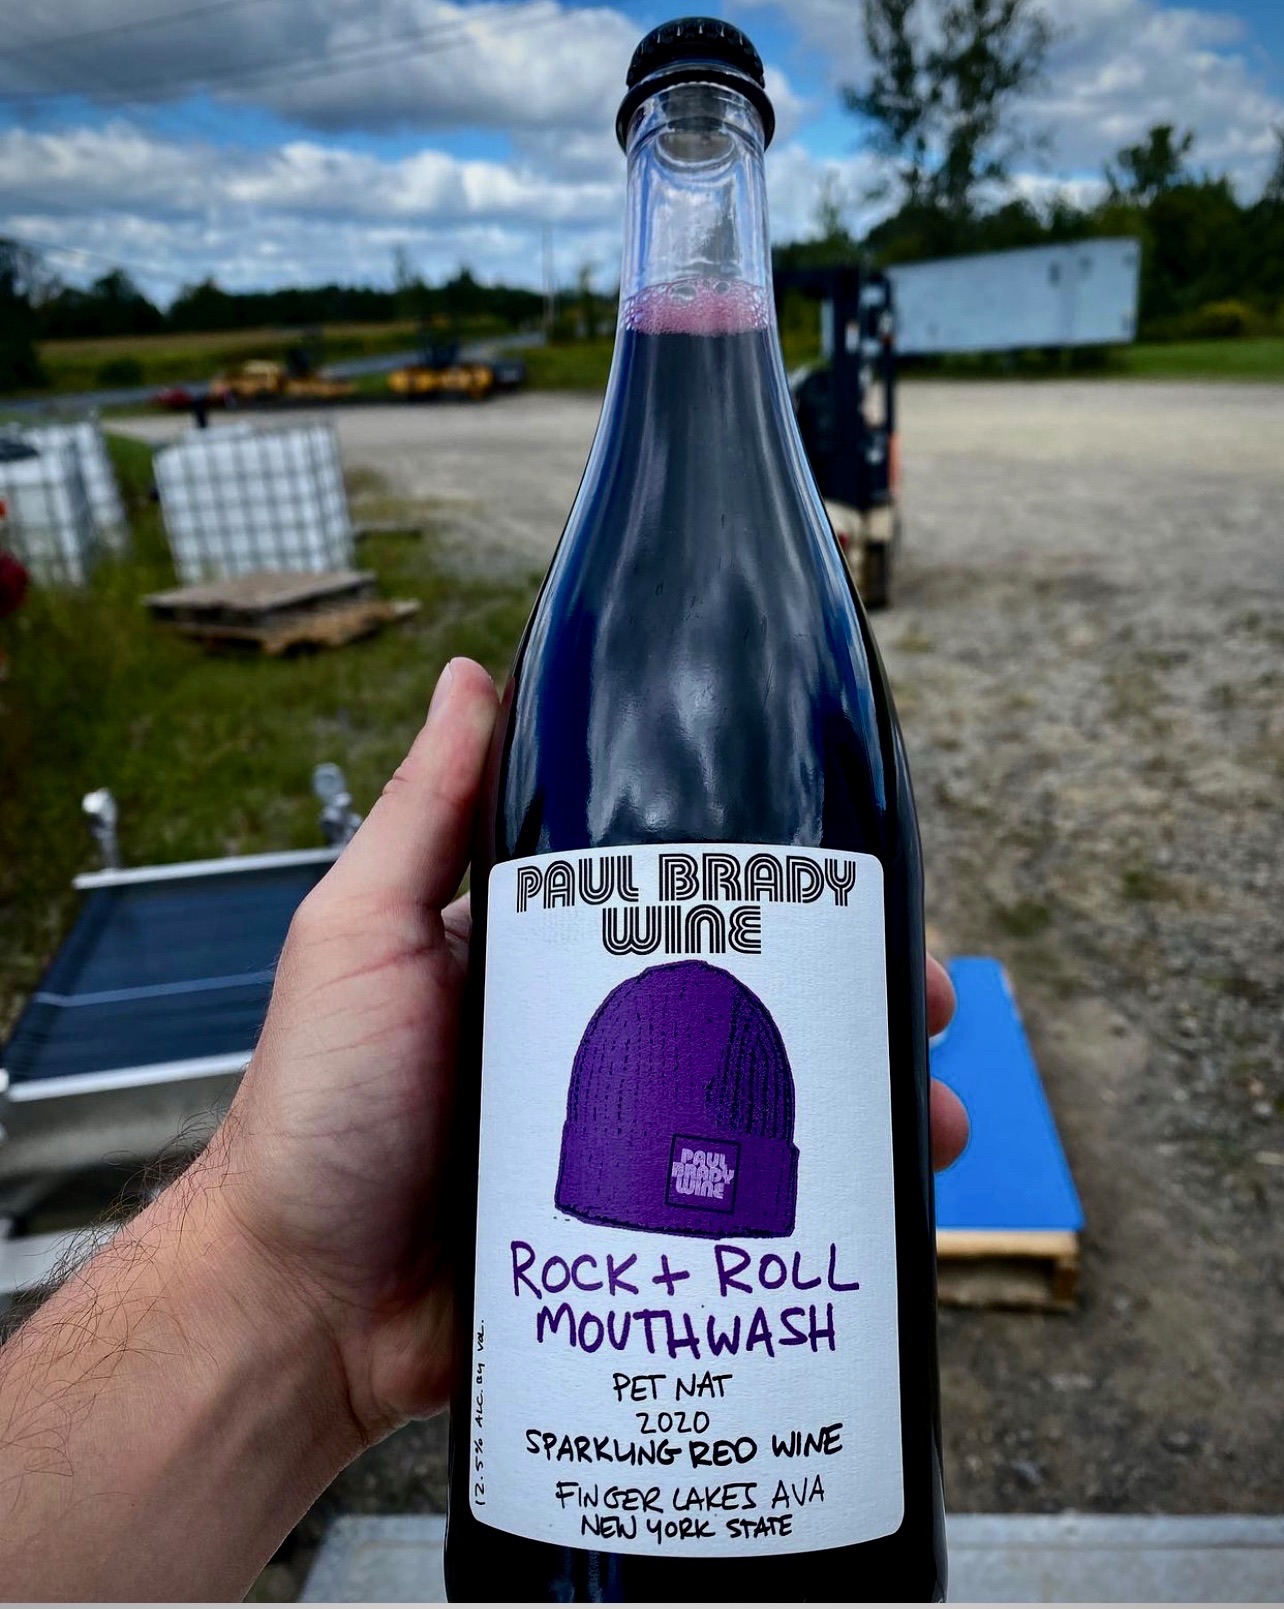 PAUL BRADY
WINE
PAUL
BRADY
WINE
ROCK + ROLL
MOUTHWASH
PET NAT
2020
SPARKLING RED WINE
FINGER LAKES AVA
NEW YORK STATE
12.5% ALC. BY VOL.